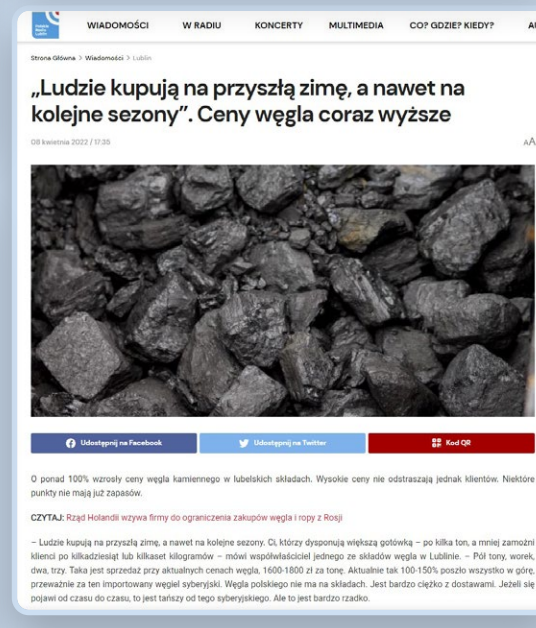 WIADOMOŚCI W RADIU KONCERTY MULTIMEDIA CO? GDZIE? KIEDY?
Strona Główna > Wiadomości > Lublin
„Ludzie kupują na przyszłą zimę, a nawet na
kolejne sezony”. Ceny węgla coraz wyższe
08 kwietnia 2022 / 17:35
AA
Udostępnij na Facebook Udostępnij na Twitter Kod QR
O ponad 100% wzrosły ceny węgla kamiennego w lubelskich składach. Wysokie ceny nie odstraszają jednak klientów. Niektóre
punkty nie mają już zapasów.
CZYTAJ: Rząd Holandii wzywa firmy do ograniczenia zakupów węgla i ropy z Rosji
– Ludzie kupują na przyszłą zimę, a nawet na kolejne sezony. Ci, którzy dysponują większą gotówką – po kilka ton, a mniej zamożni
klienci po kilkadziesiąt lub kilkaset kilogramów – mówi współwłaściciel jednego ze składów węgla w Lublinie. – Pół tony, worek,
dwa, trzy. Taka jest sprzedaż przy aktualnych cenach węgla, 1600-1800 zł za tonę. Aktualnie tak 100-150% poszło wszystko w górę,
przeważnie za ten importowany węgiel syberyjski. Węgla polskiego nie ma na składach. Jest bardzo ciężko z dostawami. Jeżeli się
pojawi od czasu do czasu, to jest tańszy od tego syberyjskiego. Ale to jest bardzo rzadko.